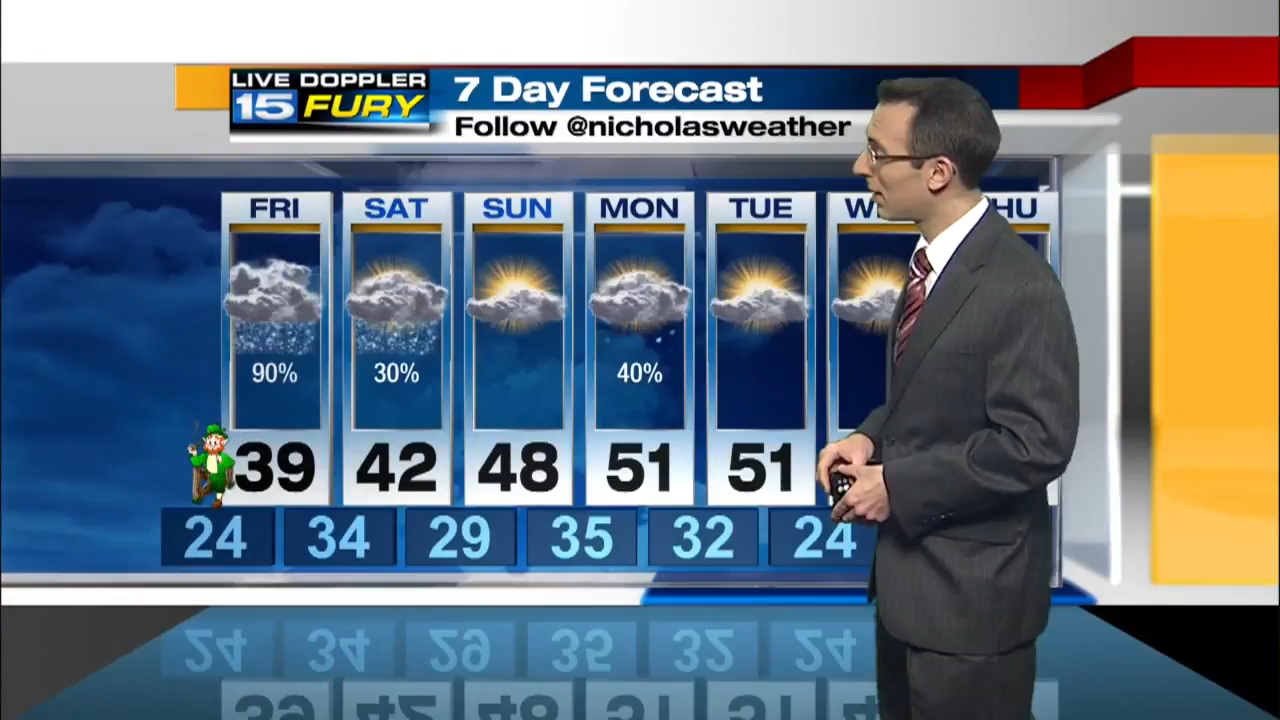 LIVE DOPPLER
15 FURY
7 Day Forecast
Follow @nicholasweather
FRI SAT SUN MON TUE
90% 30% 40%
39 42 48 51 51
24 34 29 35 32 24